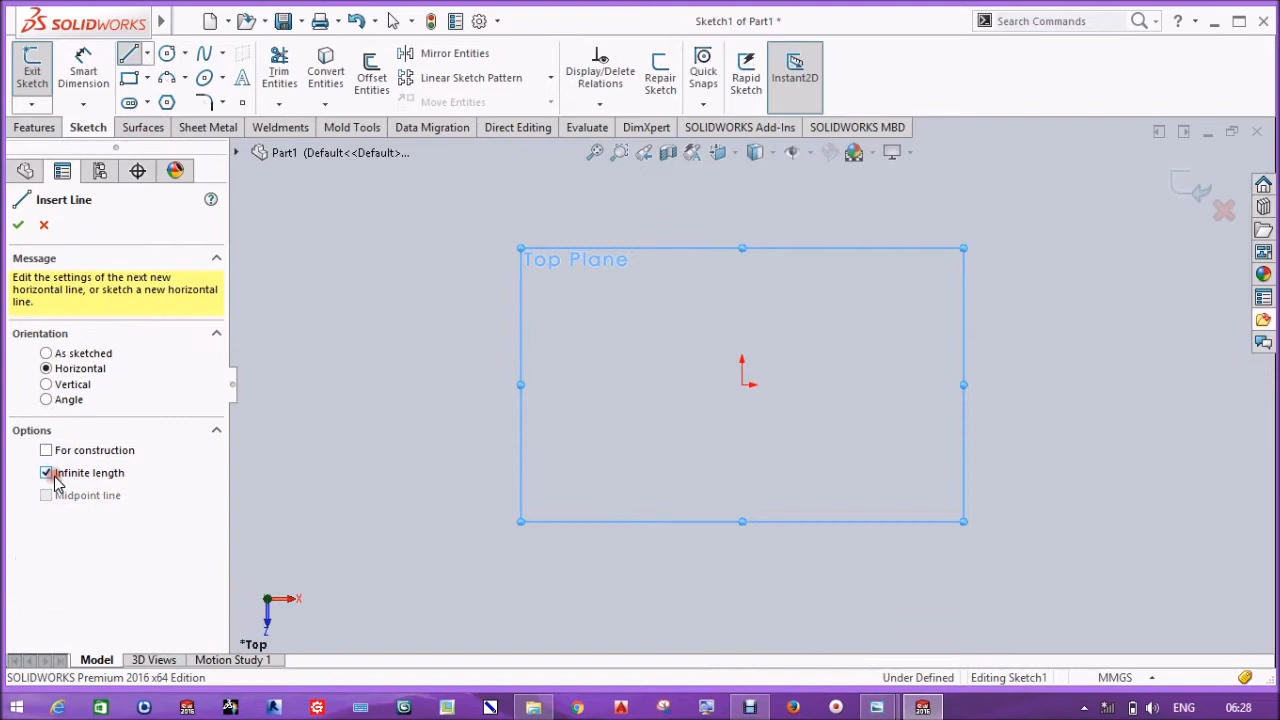 SOLIDWORKS
Sketch1 of Part1 *
Search Commands
?
Exit Sketch
Smart Dimension
Trim Entities
Convert Entities
Offset Entities
Mirror Entities
Linear Sketch Pattern
Move Entities
Display/Delete Relations
Repair Sketch
Quick Snaps
Rapid Sketch
Instant2D
Features Sketch Surfaces Sheet Metal Weldments Mold Tools Data Migration Direct Editing Evaluate DimXpert SOLIDWORKS Add-Ins SOLIDWORKS MBD
Part1 (Default<<Default>...
Insert Line
?
Message
Edit the settings of the next new
horizontal line, or sketch a new horizontal
line.
Orientation
As sketched
Horizontal
Vertical
Angle
Options
For construction
Infinite length
Midpoint line
Top Plane
X
Z
*Top
Model 3D Views Motion Study 1
SOLIDWORKS Premium 2016 x64 Edition
Under Defined Editing Sketch1 MMGS
2016
2016
ENG 06:28